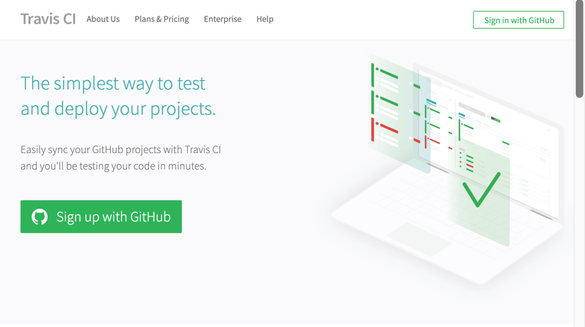 Travis CI
About Us
Plans & Pricing
Enterprise
Help
Sign in with GitHub
The simplest way to test
and deploy your projects.
Easily sync your GitHub projects with Travis CI
and you'll be testing your code in minutes.
Sign up with GitHub